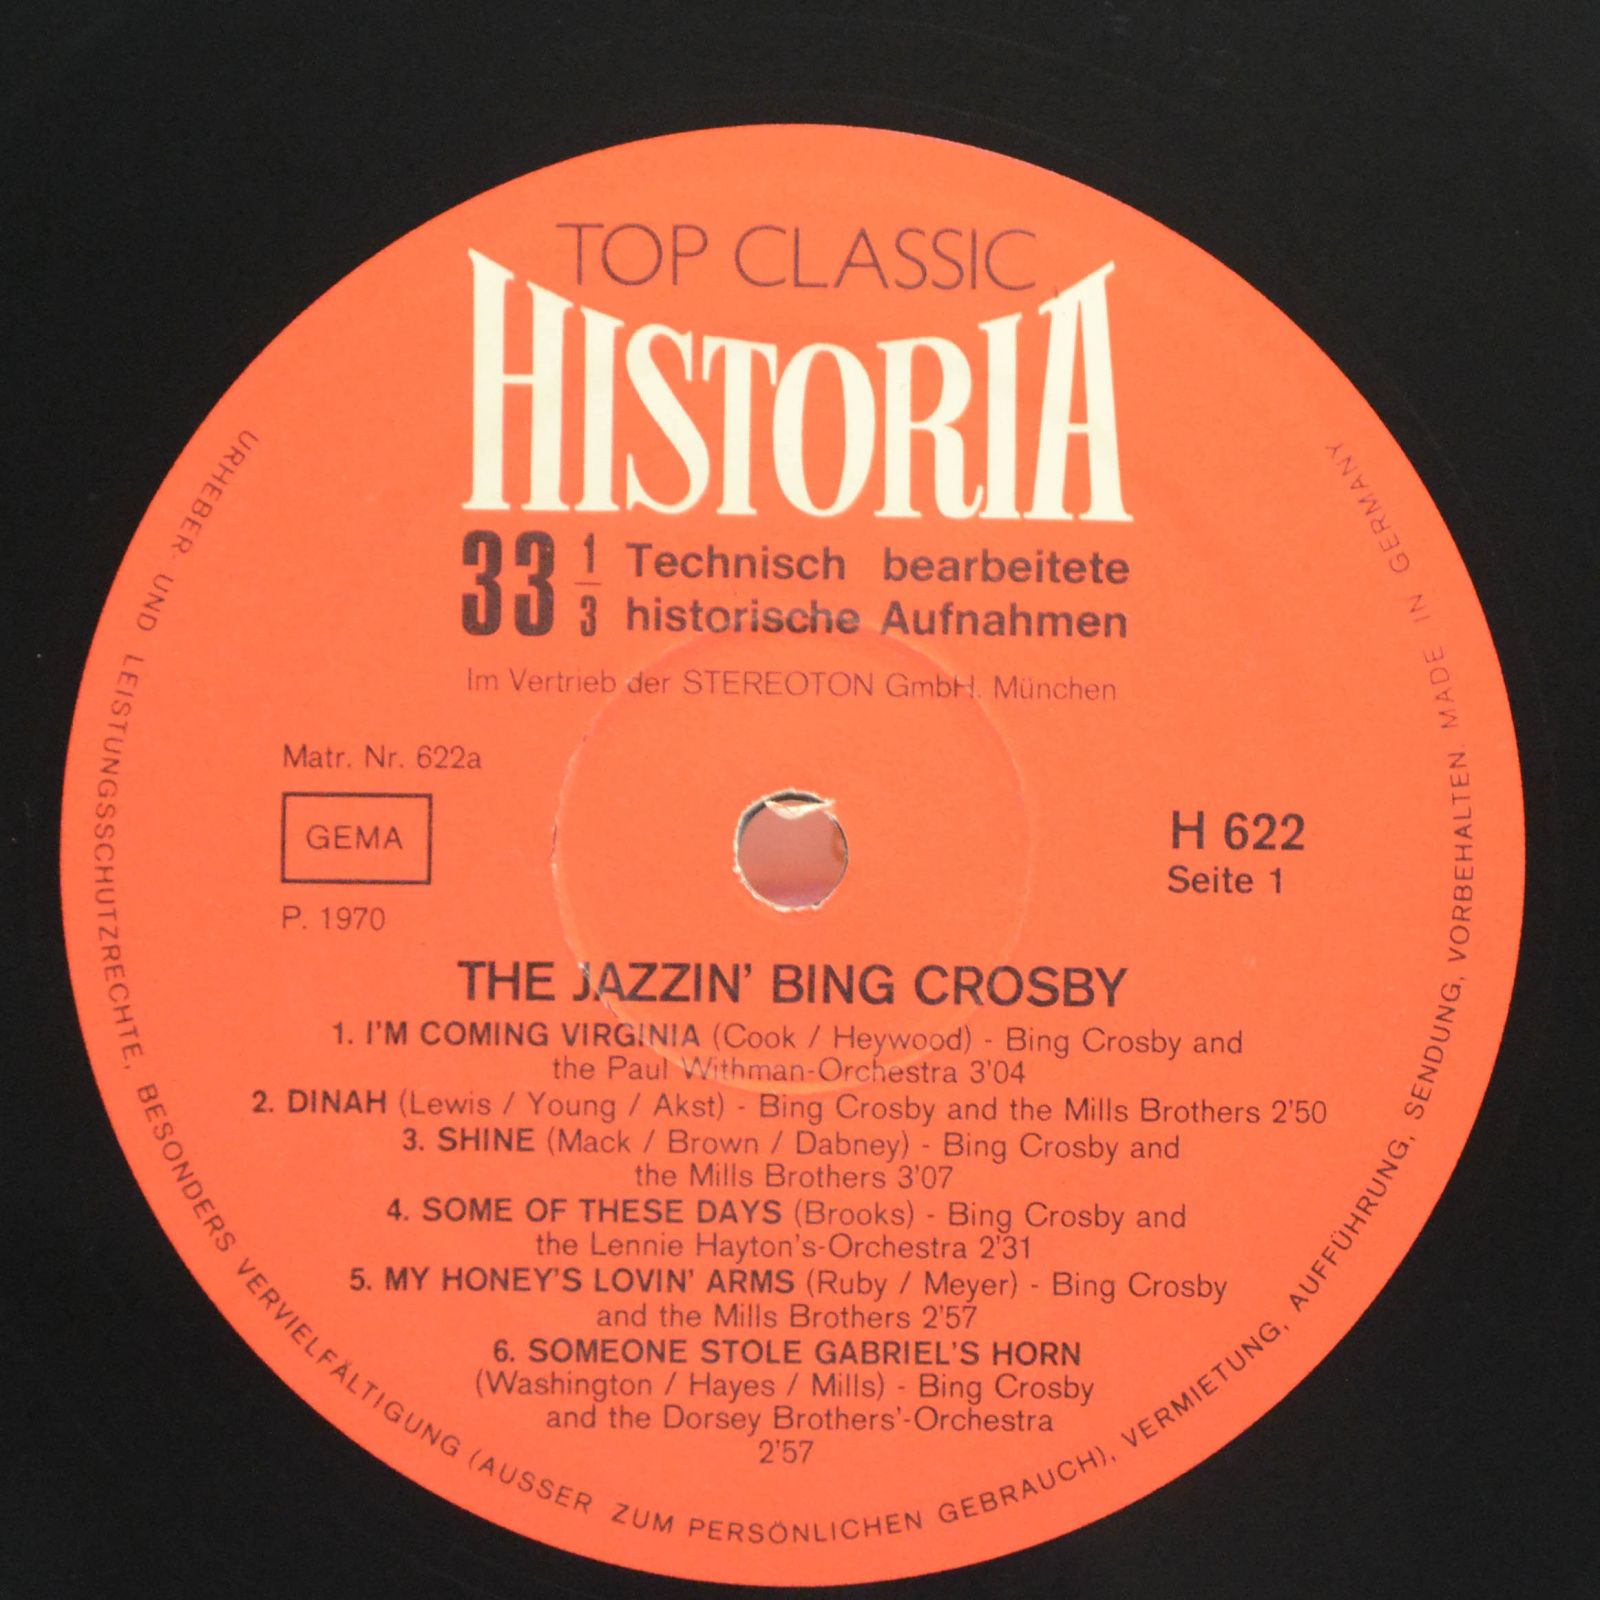 TOP CLASSIC
HISTORIA
33 1/3 Technisch bearbeitete
historische Aufnahmen
Im Vertrieb der STEREOTON GmbH. München
Matr. Nr. 622a
GEMA
P. 1970
H 622
Seite 1
THE JAZZIN' BING CROSBY
1. I'M COMING VIRGINIA (Cook / Heywood) - Bing Crosby and
the Paul Withman-Orchestra 3'04
2. DINAH (Lewis / Young / Akst) - Bing Crosby and the Mills Brothers 2'50
3. SHINE (Mack / Brown / Dabney) - Bing Crosby and
the Mills Brothers 3'07
4. SOME OF THESE DAYS (Brooks) - Bing Crosby and
the Lennie Hayton's-Orchestra 2'31
5. MY HONEY'S LOVIN' ARMS (Ruby / Meyer) - Bing Crosby
and the Mills Brothers 2'57
6. SOMEONE STOLE GABRIEL'S HORN
(Washington / Hayes / Mills) - Bing Crosby
and the Dorsey Brothers'-Orchestra
2'57
URHEBER- UND LEISTUNGSSCHUTZRECHTE, BESONDERS VERVIELFÄLTIGUNG (AUSSER ZUM PERSÖNLICHEN GEBRAUCH), VERMIETUNG, AUFFÜHRUNG, SENDUNG, VORBEHALTEN. MADE IN GERMANY